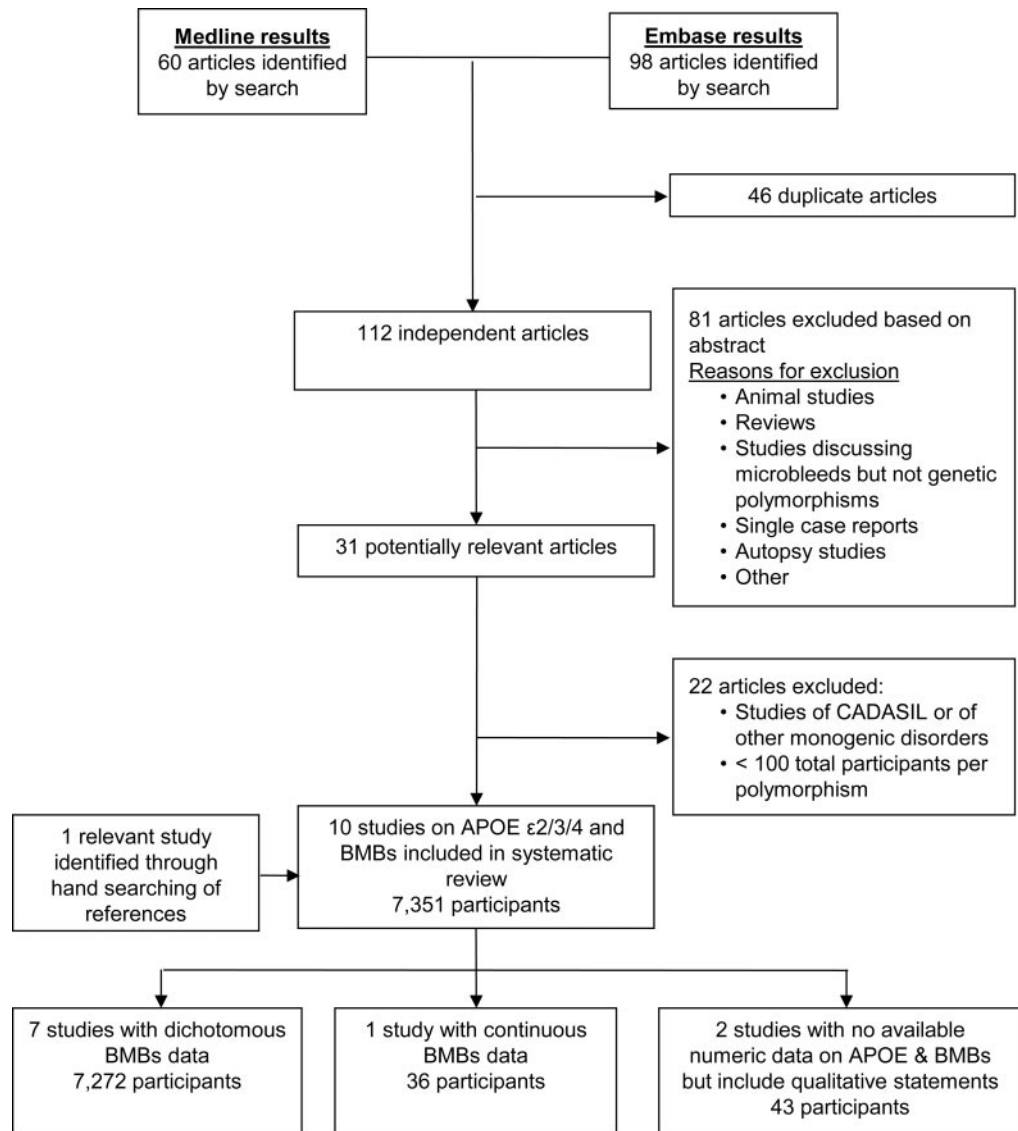 Medline results
60 articles identified
by search
Embase results
98 articles identified
by search
46 duplicate articles
112 independent articles
81 articles excluded based on
abstract
Reasons for exclusion
• Animal studies
• Reviews
• Studies discussing
microbleeds but not genetic
polymorphisms
• Single case reports
• Autopsy studies
• Other
31 potentially relevant articles
22 articles excluded:
• Studies of CADASIL or of
other monogenic disorders
• < 100 total participants per
polymorphism
1 relevant study
identified through
hand searching of
references
10 studies on APOE ε2/3/4 and
BMBs included in systematic
review
7,351 participants
7 studies with dichotomous
BMBs data
7,272 participants
1 study with continuous
BMBs data
36 participants
2 studies with no available
numeric data on APOE & BMBs
but include qualitative statements
43 participants